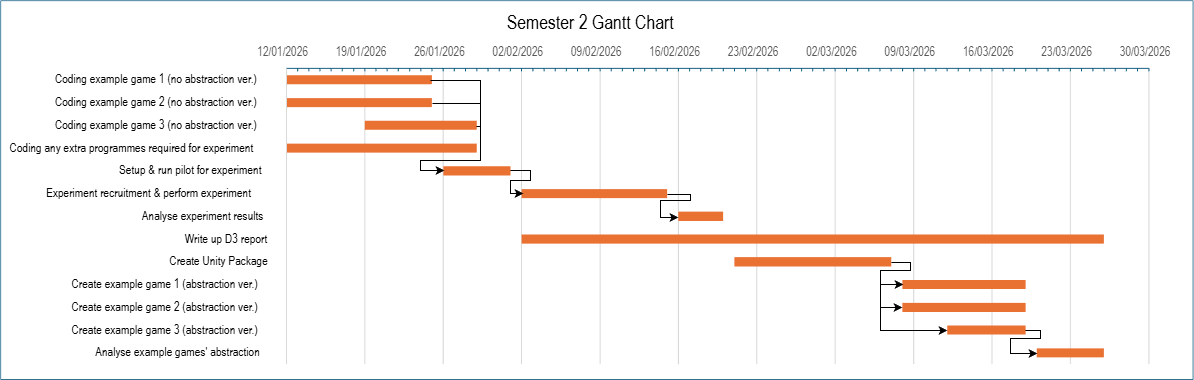 Semester 2 Gantt Chart
12/01/2026 19/01/2026 26/01/2026 02/02/2026 09/02/2026 16/02/2026 23/02/2026 02/03/2026 09/03/2026 16/03/2026 23/03/2026 30/03/2026
Coding example game 1 (no abstraction ver.)
Coding example game 2 (no abstraction ver.)
Coding example game 3 (no abstraction ver.)
Coding any extra programmes required for experiment
Setup & run pilot for experiment
Experiment recruitment & perform experiment
Analyse experiment results
Write up D3 report
Create Unity Package
Create example game 1 (abstraction ver.)
Create example game 2 (abstraction ver.)
Create example game 3 (abstraction ver.)
Analyse example games' abstraction